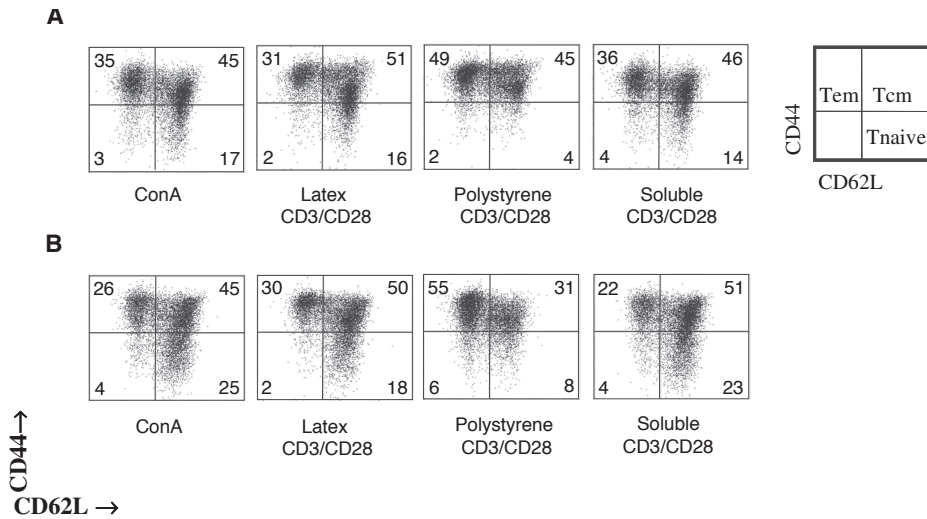 A
35 45
3 17
ConA
31 51
2 16
Latex
CD3/CD28
49 45
2 4
Polystyrene
CD3/CD28
36 46
4 14
Soluble
CD3/CD28
CD44
Tem Tcm
Tnaive
CD62L
B
26 45
4 25
ConA
30 50
2 18
Latex
CD3/CD28
55 31
6 8
Polystyrene
CD3/CD28
22 51
4 23
Soluble
CD3/CD28
CD44→
CD62L →